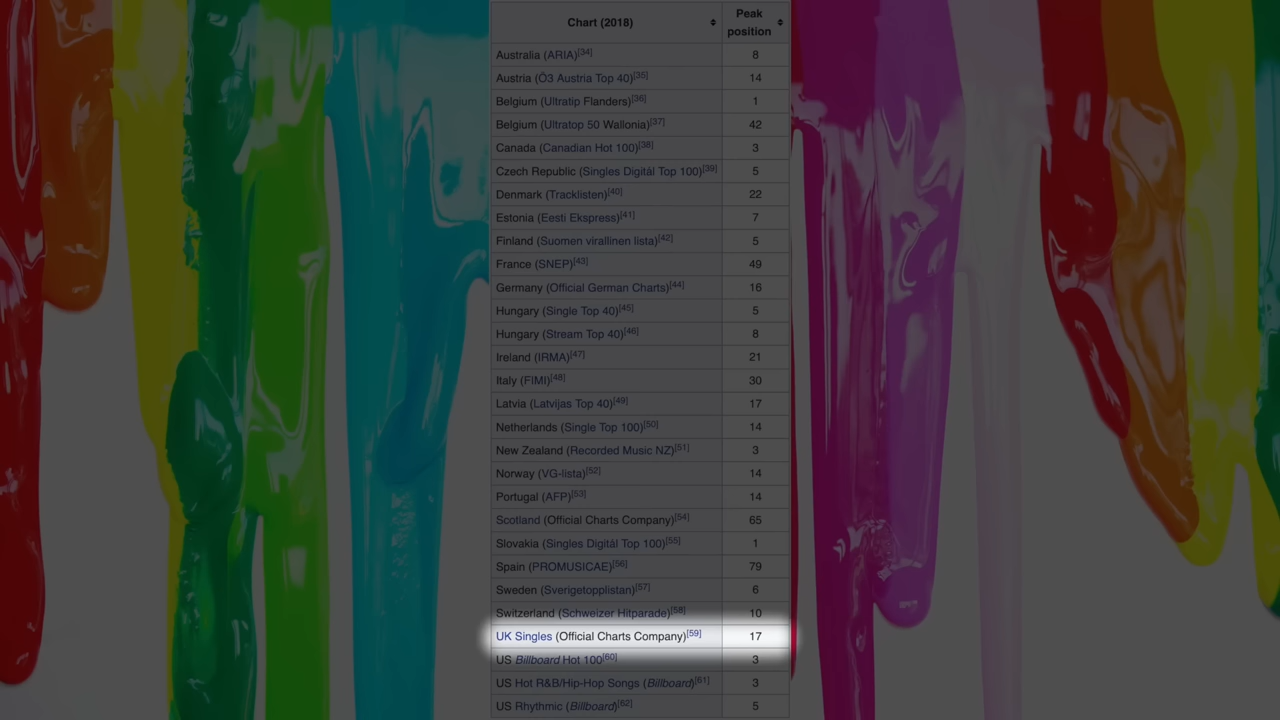 Chart (2018) Peak position
Australia (ARIA)[34] 8
Austria (Ö3 Austria Top 40)[35] 14
Belgium (Ultratip Flanders)[36] 1
Belgium (Ultratop 50 Wallonia)[37] 42
Canada (Canadian Hot 100)[38] 3
Czech Republic (Singles Digitál Top 100)[39] 5
Denmark (Tracklisten)[40] 22
Estonia (Eesti Ekspress)[41] 7
Finland (Suomen virallinen lista)[42] 5
France (SNEP)[43] 49
Germany (Official German Charts)[44] 16
Hungary (Single Top 40)[45] 5
Hungary (Stream Top 40)[46] 8
Ireland (IRMA)[47] 21
Italy (FIMI)[48] 30
Latvia (Latvijas Top 40)[49] 17
Netherlands (Single Top 100)[50] 14
New Zealand (Recorded Music NZ)[51] 3
Norway (VG-lista)[52] 14
Portugal (AFP)[53] 14
Scotland (Official Charts Company)[54] 65
Slovakia (Singles Digitál Top 100)[55] 1
Spain (PROMUSICAE)[56] 79
Sweden (Sverigetopplistan)[57] 6
Switzerland (Schweizer Hitparade)[58] 10
UK Singles (Official Charts Company)[59] 17
US Billboard Hot 100[60] 3
US Hot R&B/Hip-Hop Songs (Billboard)[61] 3
US Rhythmic (Billboard)[62] 5